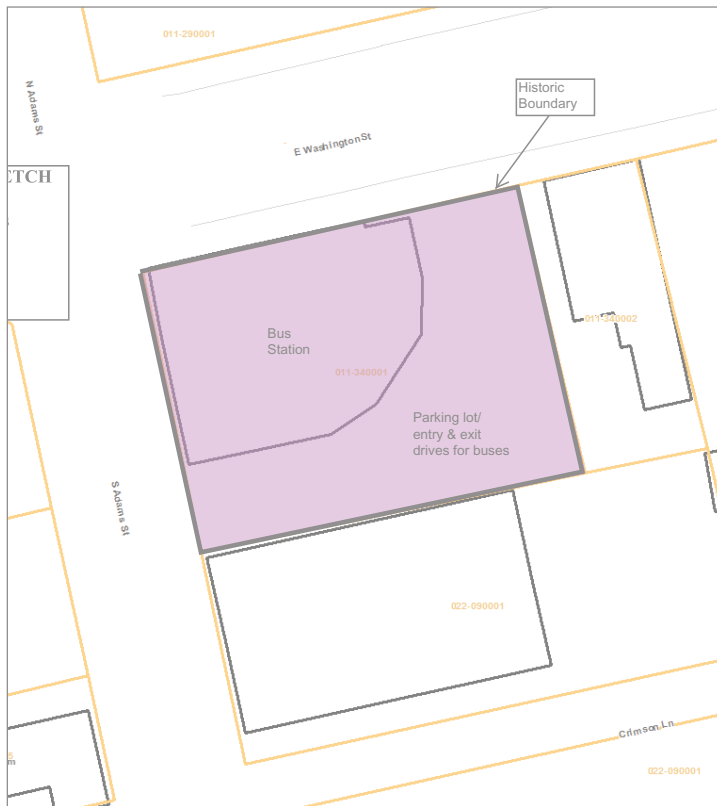 011-290001
N Adams St
Historic
Boundary
E Washington St
ETCH
Bus
Station
011-340002
011-340001
Parking lot/
entry & exit
drives for buses
S Adams St
022-090001
Crimson Ln
022-090001